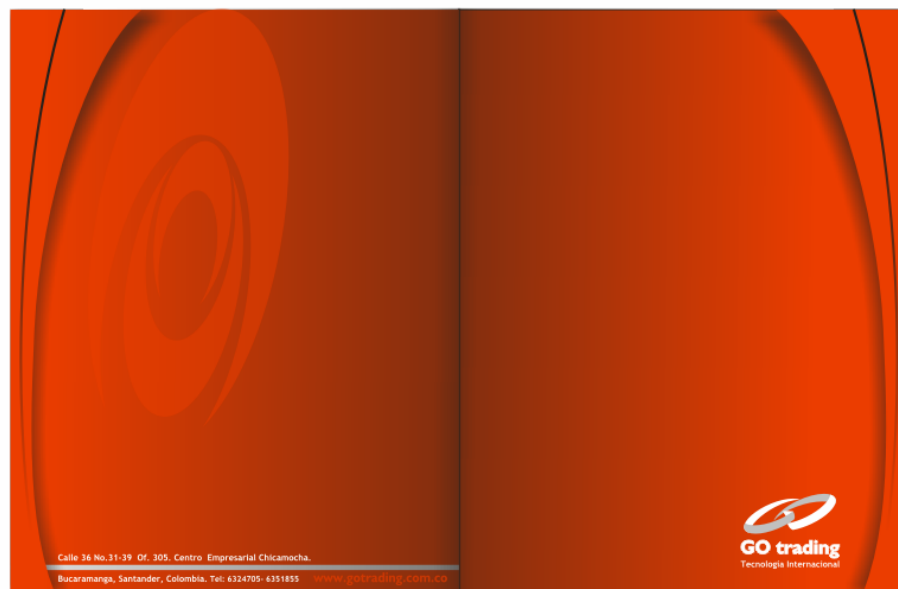 Calle 36 No.31-39 Of. 305. Centro Empresarial Chicamocha.
Bucaramanga, Santander, Colombia. Tel: 6324705- 6351855 www.gotrading.com.co
GO trading
Tecnología Internacional